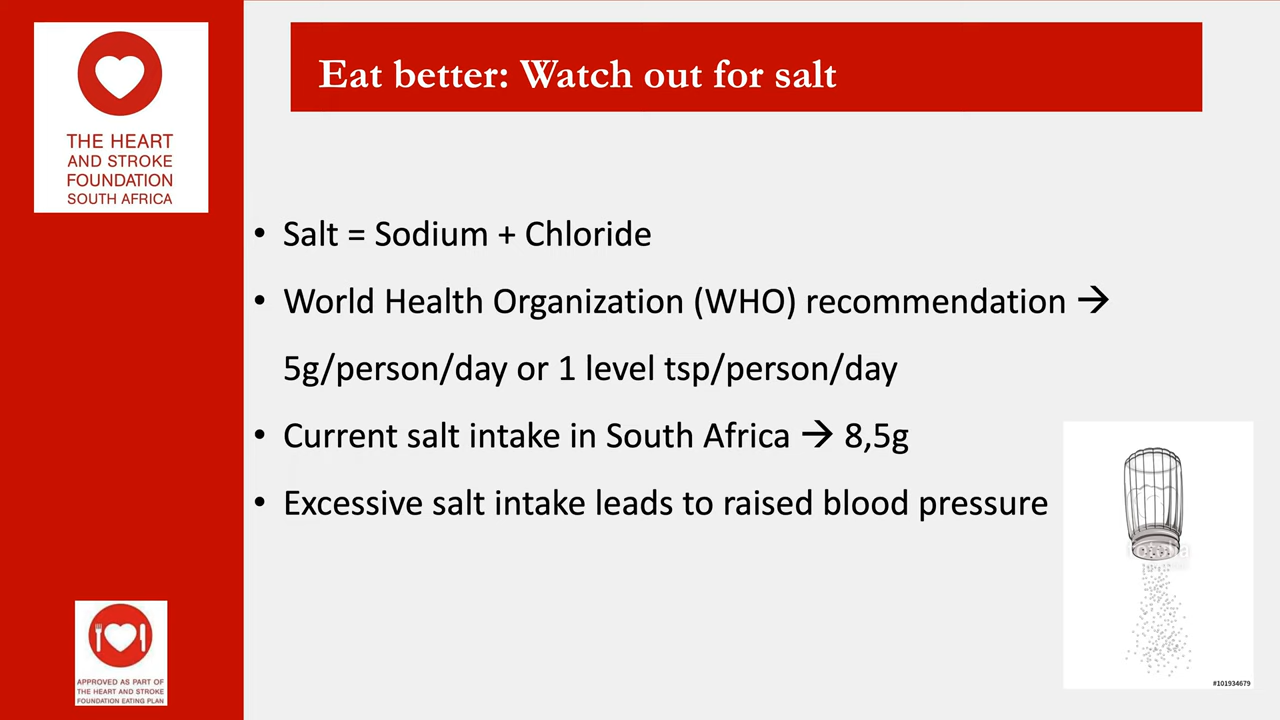 THE HEART
AND STROKE
FOUNDATION
SOUTH AFRICA
Eat better: Watch out for salt
• Salt = Sodium + Chloride
• World Health Organization (WHO) recommendation →
5g/person/day or 1 level tsp/person/day
• Current salt intake in South Africa → 8,5g
• Excessive salt intake leads to raised blood pressure
APPROVED AS PART OF
THE HEART AND STROKE
FOUNDATION EATING PLAN
#101934679